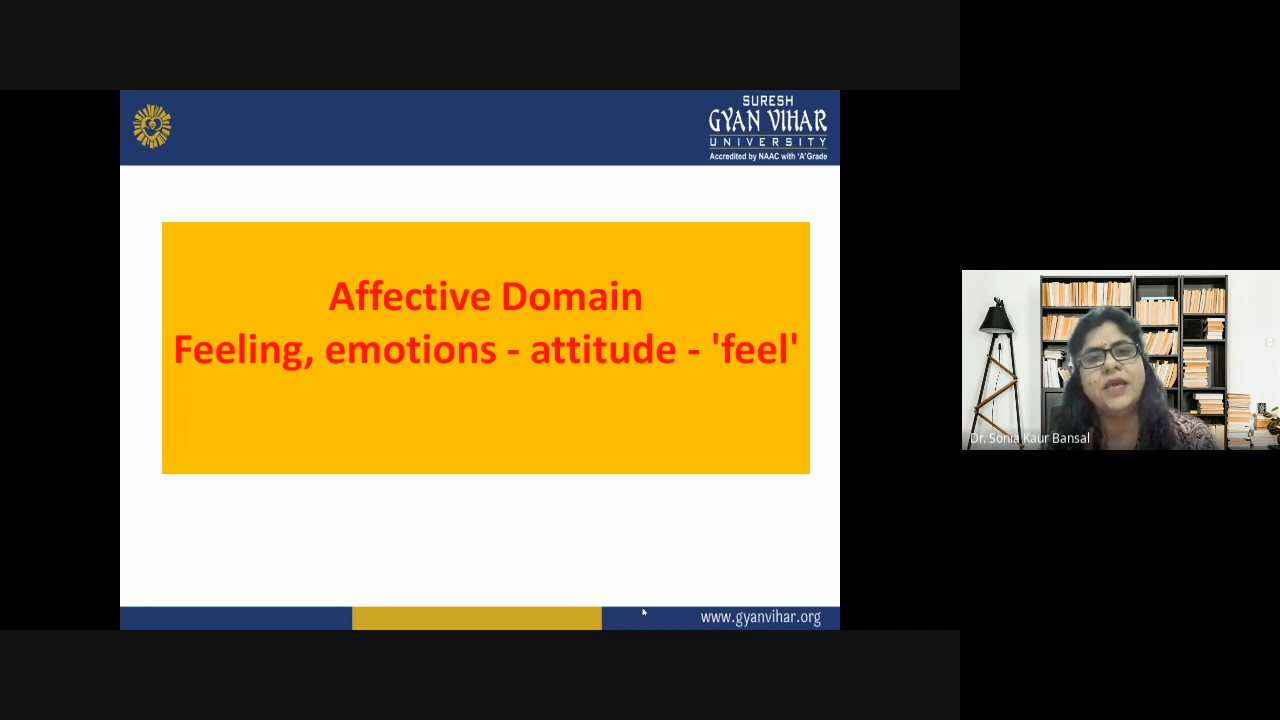 SURESH
GYAN VIHAR
UNIVERSITY
Accredited by NAAC with 'A' Grade
Affective Domain
Feeling, emotions - attitude - 'feel'
Dr. Sonia Kaur Bansal
www.gyanvihar.org